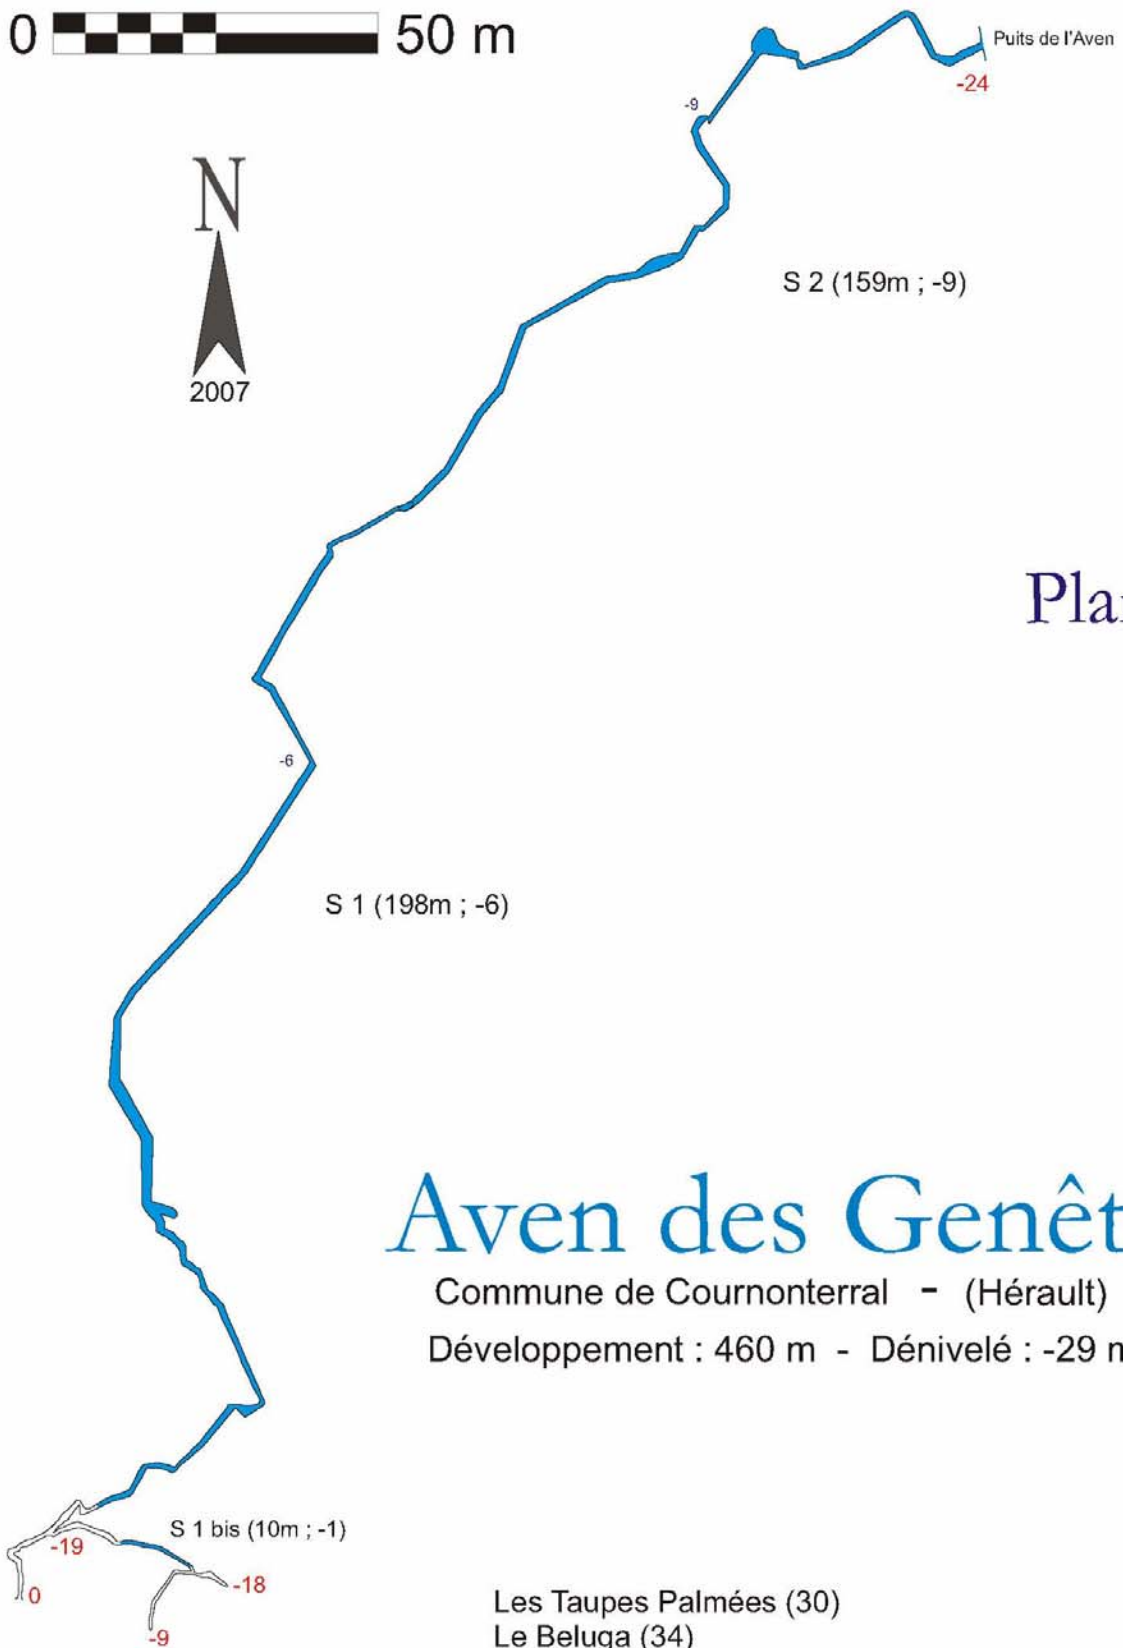 0 50 m
Puits de l'Aven
-24
-9
N
2007
S 2 (159m ; -9)
Plan
-6
S 1 (198m ; -6)
Aven des Genêt
Commune de Cournonterral - (Hérault)
Développement : 460 m - Dénivelé : -29 m
S 1 bis (10m ; -1)
-19
-18
0
-9
Les Taupes Palmées (30)
Le Beluga (34)